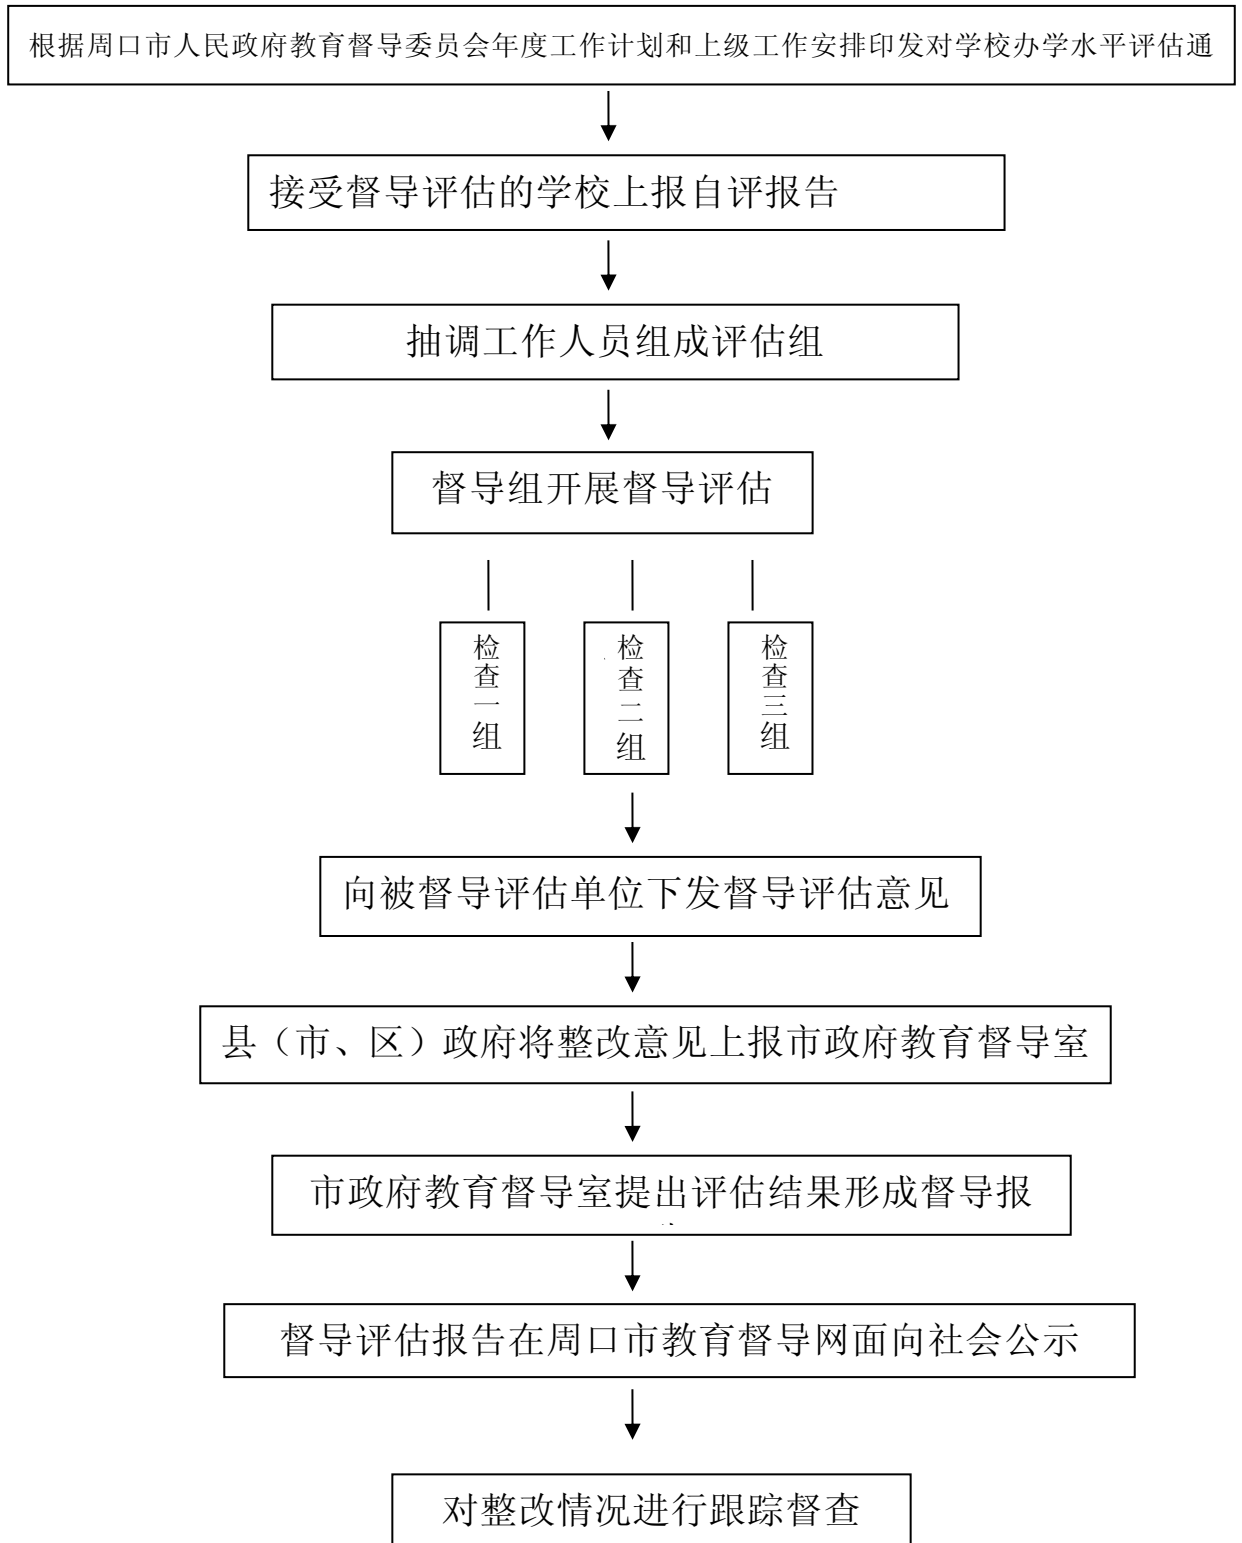 根据周口市人民政府教育督导委员会年度工作计划和上级工作安排印发对学校办学水平评估通
接受督导评估的学校上报自评报告
抽调工作人员组成评估组
督导组开展督导评估
检查一组
检查二组
检查三组
向被督导评估单位下发督导评估意见
县（市、区）政府将整改意见上报市政府教育督导室
市政府教育督导室提出评估结果形成督导报
督导评估报告在周口市教育督导网面向社会公示
对整改情况进行跟踪督查